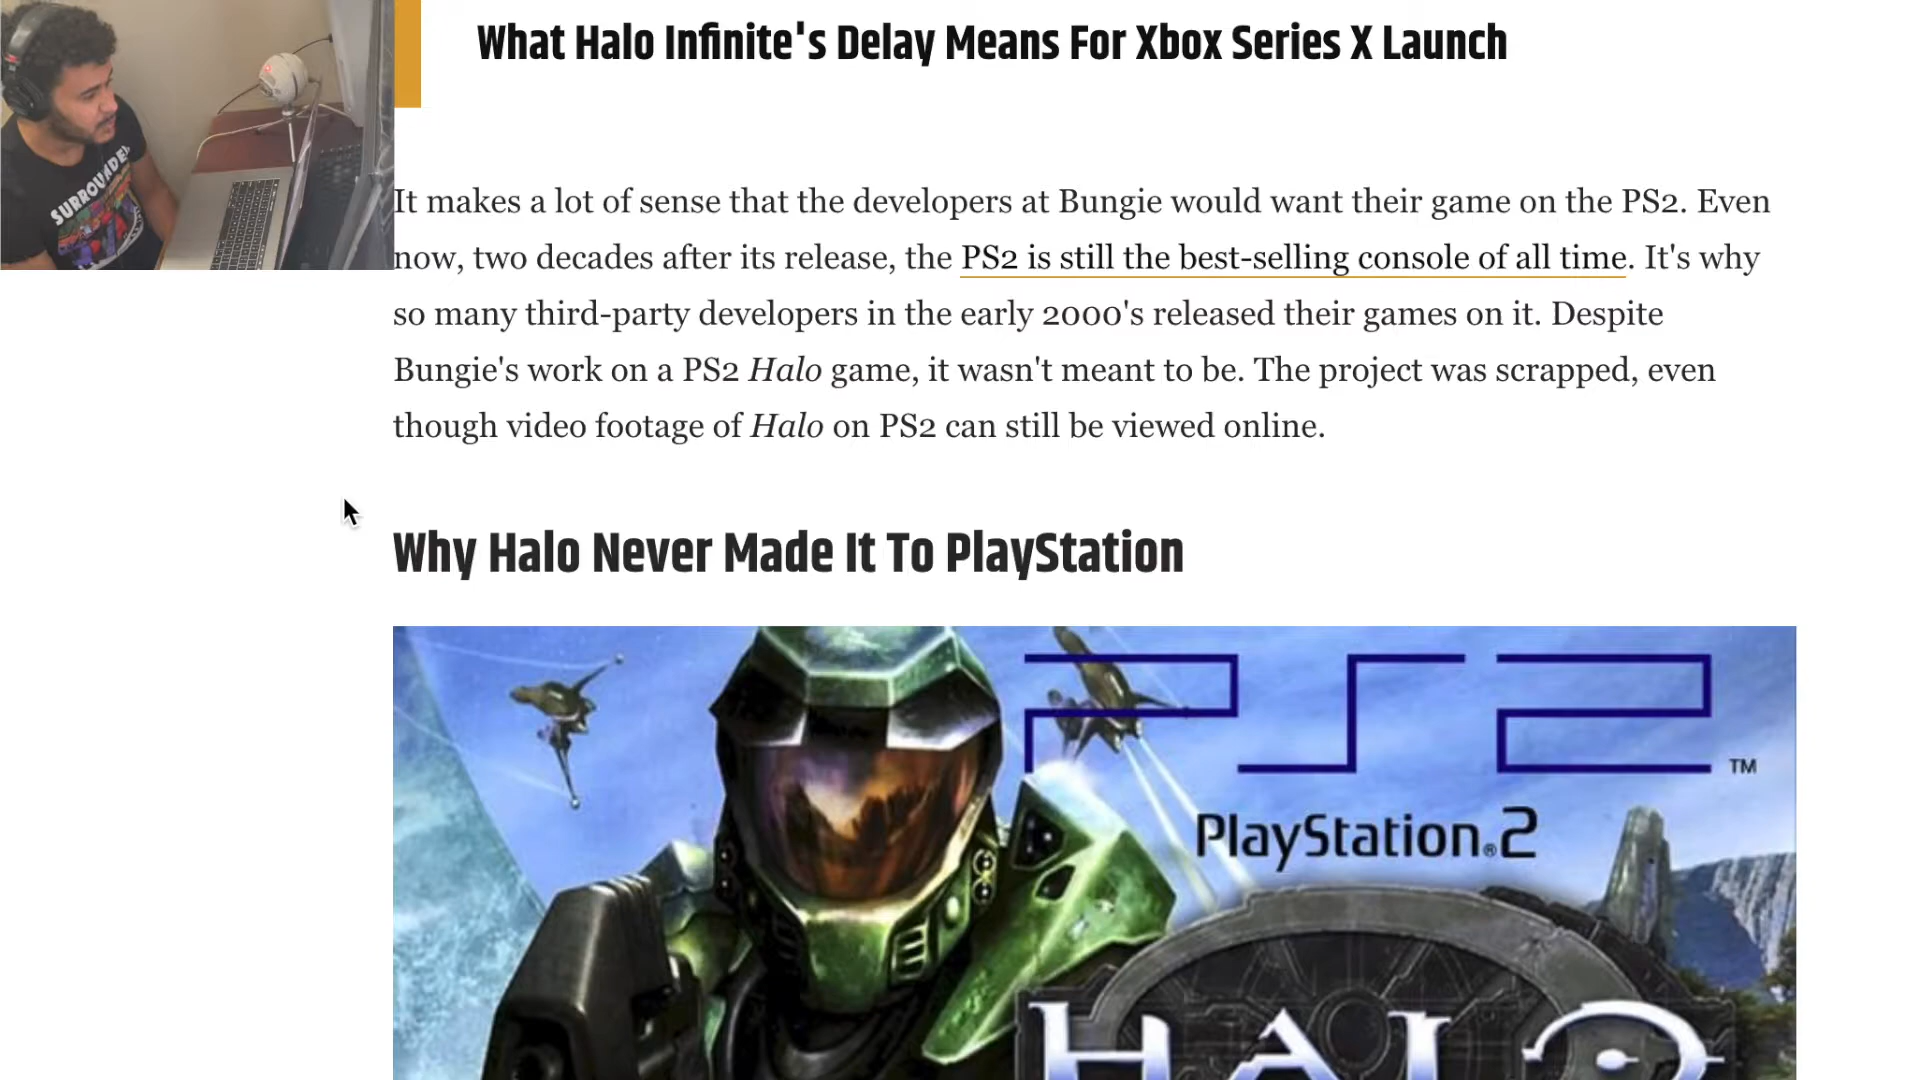 What Halo Infinite's Delay Means For Xbox Series X Launch
SURROUNDED
It makes a lot of sense that the developers at Bungie would want their game on the PS2. Even
now, two decades after its release, the PS2 is still the best-selling console of all time. It's why
so many third-party developers in the early 2000's released their games on it. Despite
Bungie's work on a PS2 Halo game, it wasn't meant to be. The project was scrapped, even
though video footage of Halo on PS2 can still be viewed online.
Why Halo Never Made It To PlayStation
PS2 TM
PlayStation®2
HALO